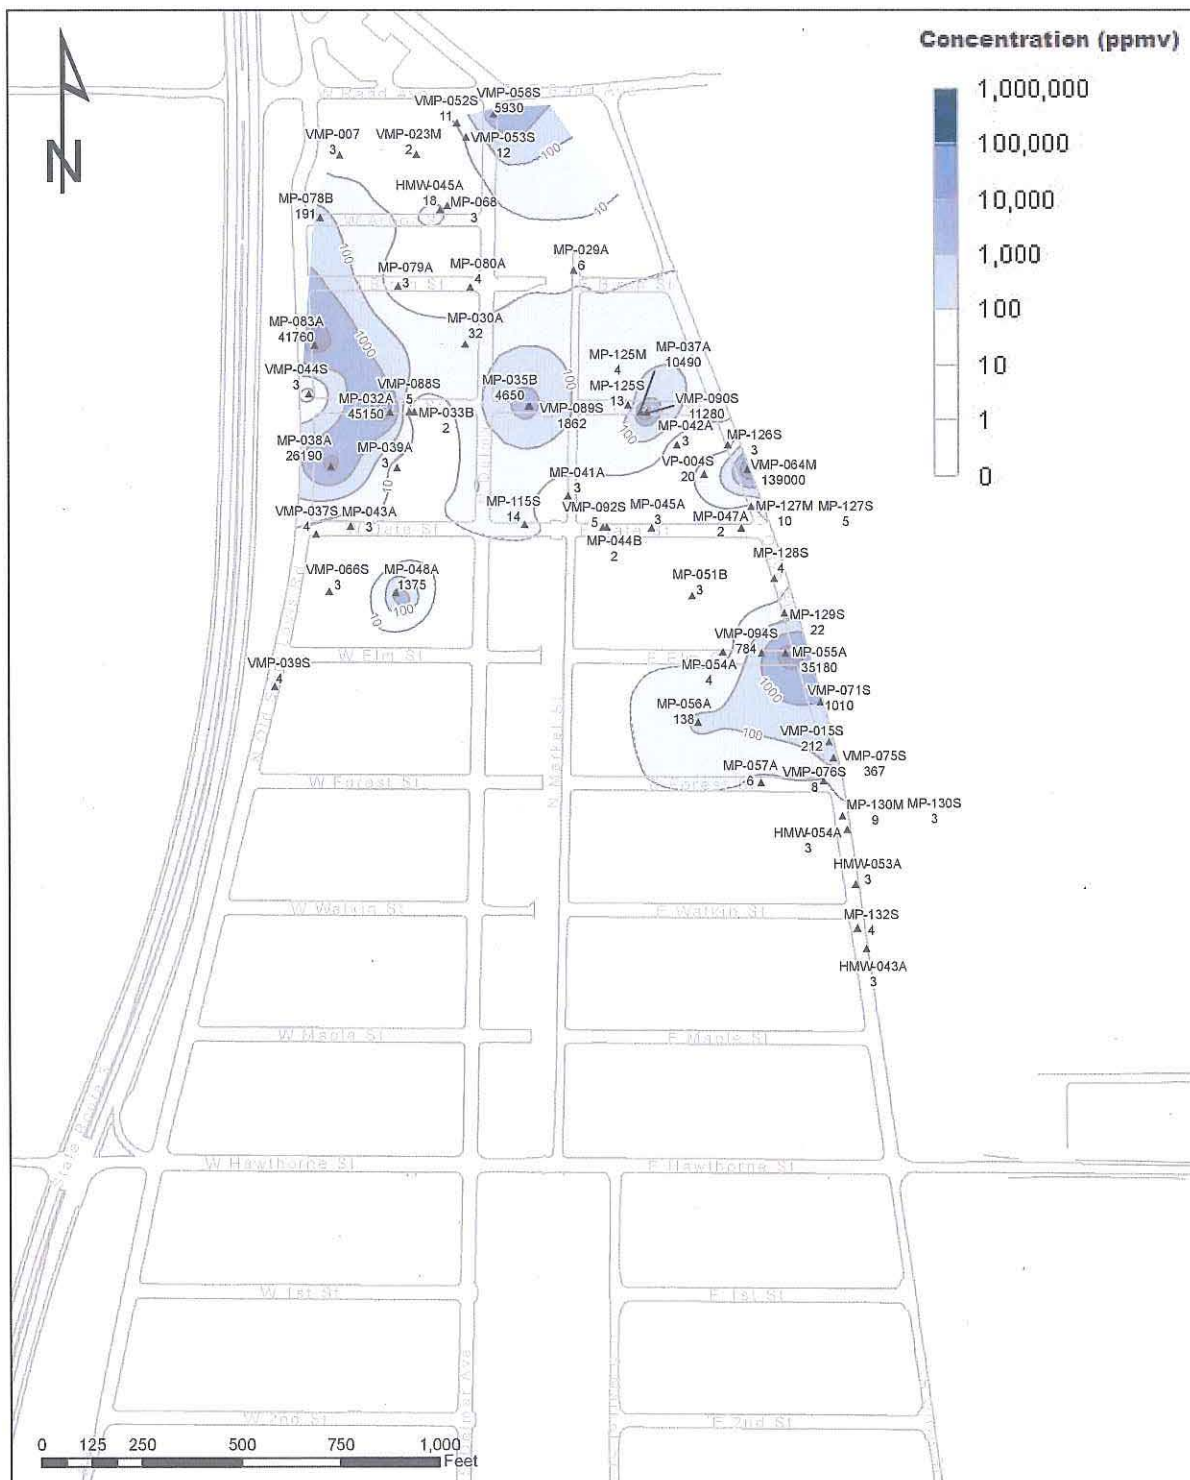 Concentration (ppmv)
1,000,000
100,000
10,000
1,000
100
10
1
0
N
VMP-058S
5930
VMP-052S
11
VMP-053S
12
VMP-007
3
VMP-023M
2
100
10
HMW-045A
18
MP-068
3
MP-078B
191
100
MP-029A
6
MP-079A
3
MP-080A
4
MP-030A
32
MP-083A
41760
1000
VMP-044S
3
MP-032A
45150
VMP-088S
5
MP-033B
2
MP-035B
4650
VMP-089S
1862
100
MP-125M
4
MP-125S
13
MP-037A
10490
VMP-090S
11280
100
MP-042A
3
MP-126S
3
VP-004S
20
VMP-064M
139000
MP-038A
26190
MP-039A
3
10
MP-041A
3
MP-115S
14
VMP-092S
5
MP-044B
2
MP-045A
3
MP-047A
2
MP-127M
10
MP-127S
5
VMP-037S
4
MP-043A
3
MP-128S
4
VMP-066S
3
MP-048A
1375
100
10
MP-051B
3
MP-129S
22
VMP-094S
784
MP-055A
35180
MP-054A
4
1000
VMP-071S
1010
W Elm St
VMP-039S
4
MP-056A
138
100
VMP-015S
212
VMP-075S
367
MP-057A
6
VMP-076S
8
W Forest St
N Market St
MP-130M
9
MP-130S
3
HMW-054A
3
HMW-053A
3
W Watkin St
E Watkin St
MP-132S
4
HMW-043A
3
W Maple St
E Maple St
W Hawthorne St
E Hawthorne St
W 1st St
E 1st St
W 2nd St
E 2nd St
0 125 250 500 750 1,000
Feet